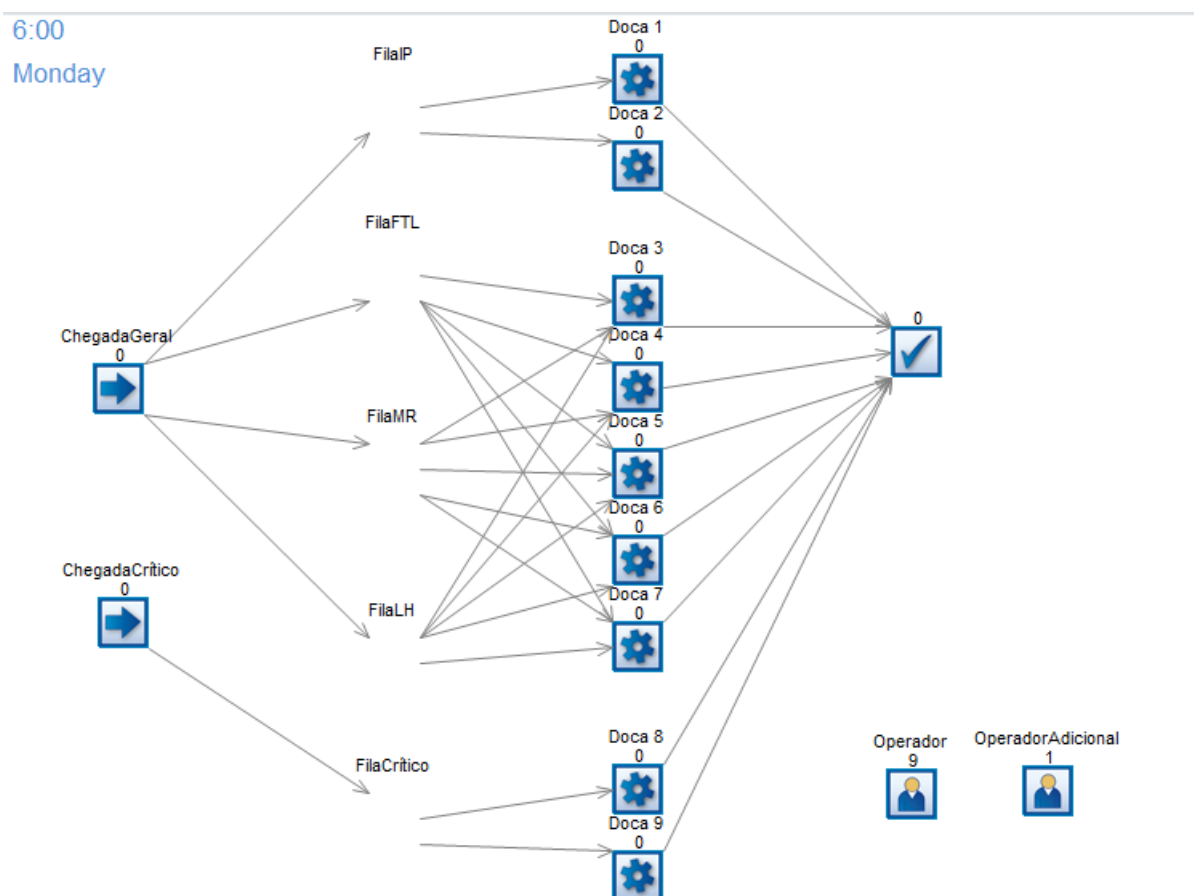 6:00
Monday
FilaIP
Doca 1
0
Doca 2
0
FilaFTL
Doca 3
0
ChegadaGeral
0
Doca 4
0
0
FilaMR
Doca 5
0
Doca 6
0
ChegadaCrítico
0
FilaLH
Doca 7
0
FilaCrítico
Doca 8
0
Doca 9
0
Operador
9
OperadorAdicional
1